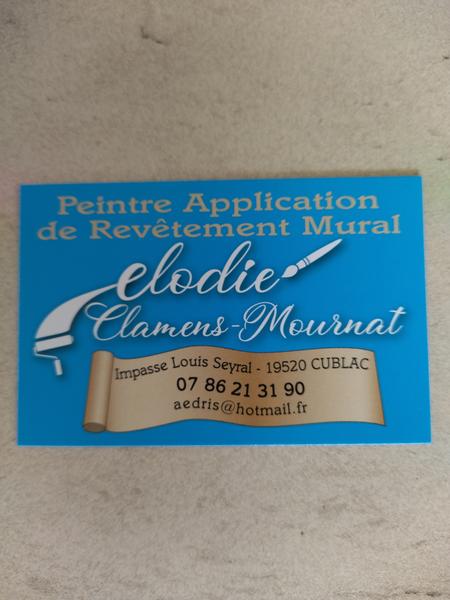 Peintre Application
de Revêtement Mural
elodie
Clamens-Mournat
Impasse Louis Seyral - 19520 CUBLAC
07 86 21 31 90
aedris@hotmail.fr